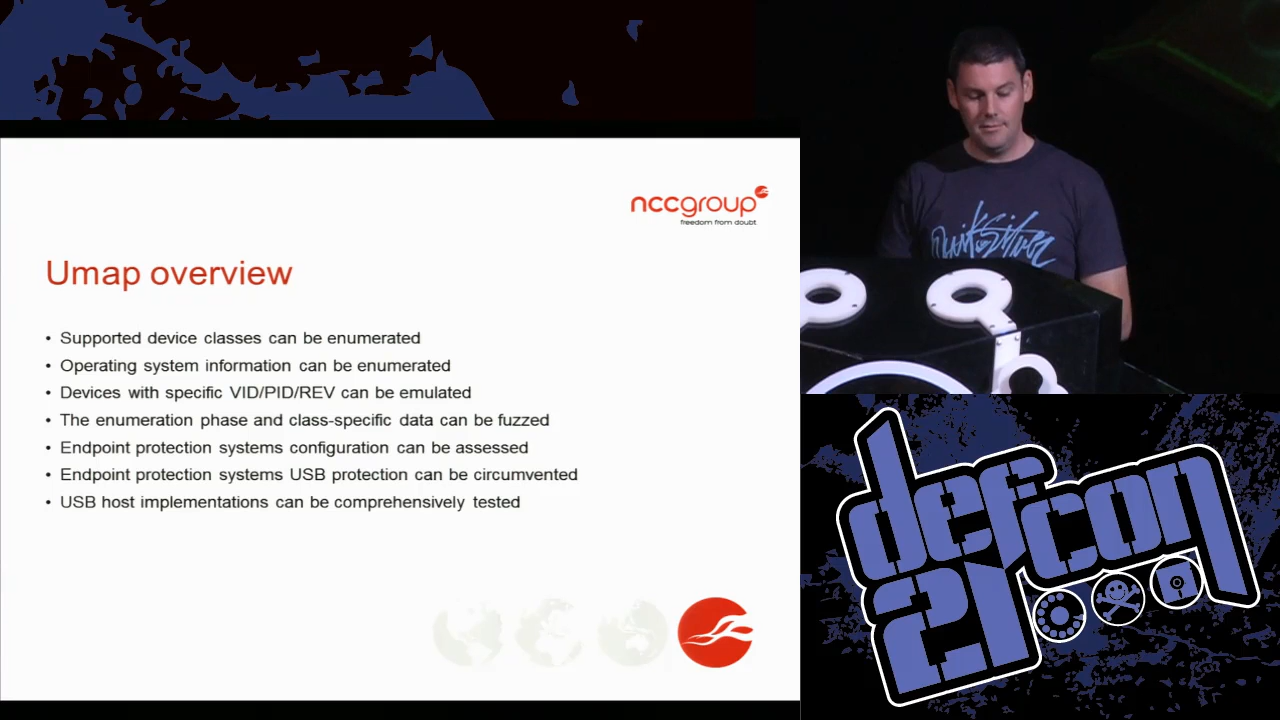 nccgroup
freedom from doubt
Umap overview
• Supported device classes can be enumerated
• Operating system information can be enumerated
• Devices with specific VID/PID/REV can be emulated
• The enumeration phase and class-specific data can be fuzzed
• Endpoint protection systems configuration can be assessed
• Endpoint protection systems USB protection can be circumvented
• USB host implementations can be comprehensively tested
Quiksilver
defcon
21